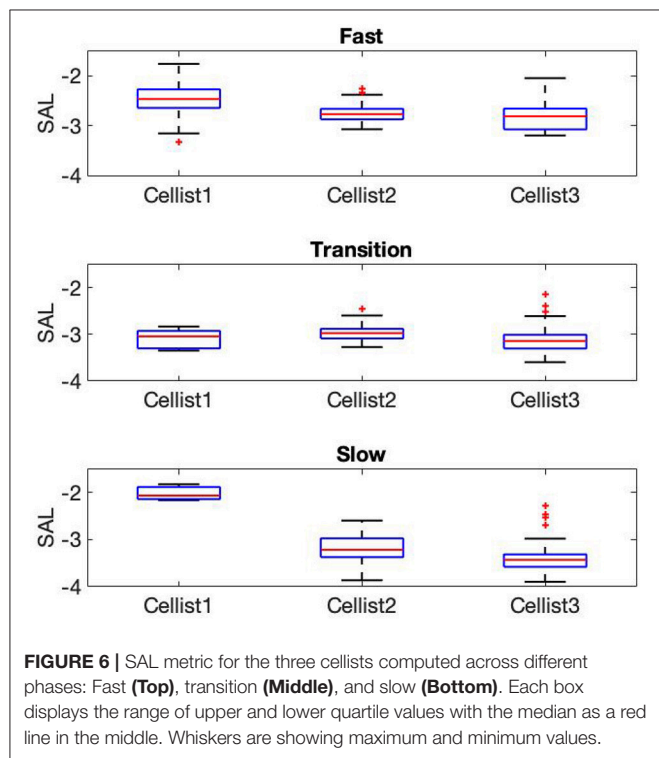 Fast
-2
-3
-4
SAL
Cellist1 Cellist2 Cellist3
Transition
-2
-3
-4
SAL
Cellist1 Cellist2 Cellist3
Slow
-2
-3
-4
SAL
Cellist1 Cellist2 Cellist3
FIGURE 6 | SAL metric for the three cellists computed across different
phases: Fast (Top), transition (Middle), and slow (Bottom). Each box
displays the range of upper and lower quartile values with the median as a red
line in the middle. Whiskers are showing maximum and minimum values.